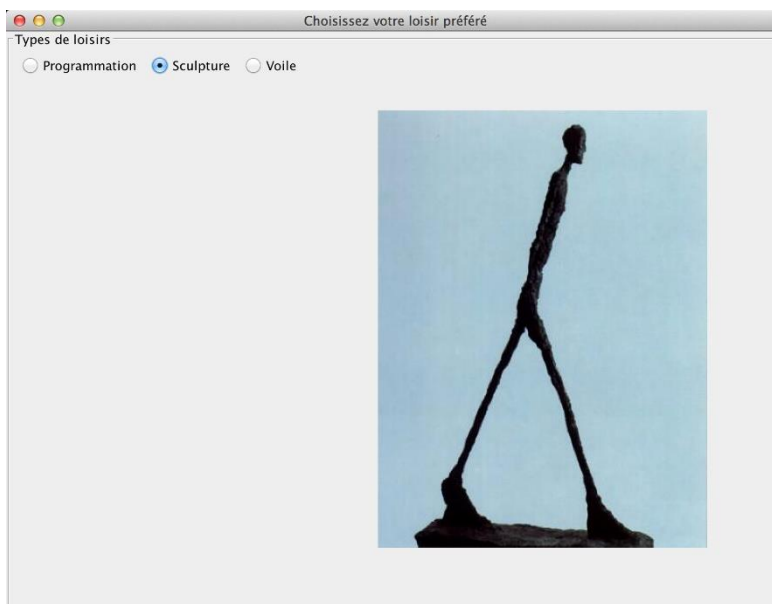 Choisissez votre loisir préféré
Types de loisirs
Programmation Sculpture Voile